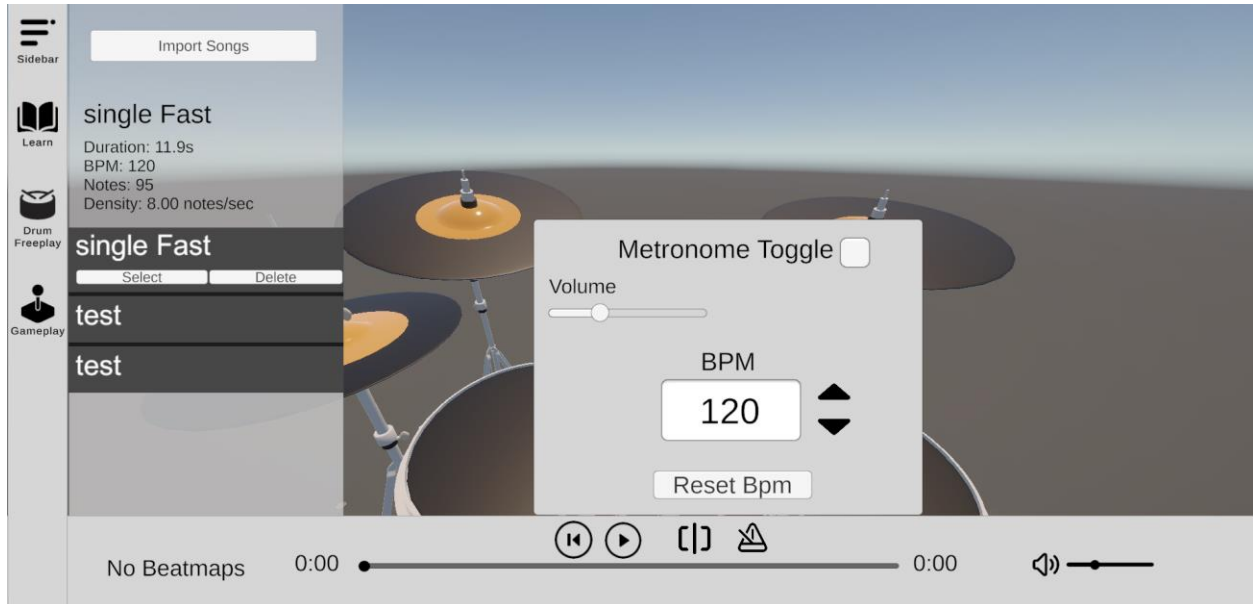 Sidebar
Learn
Drum
Freeplay
Gameplay
Import Songs
single Fast
Duration: 11.9s
BPM: 120
Notes: 95
Density: 8.00 notes/sec
single Fast
Select Delete
test
test
Metronome Toggle
Volume
BPM
120
Reset Bpm
No Beatmaps 0:00 0:00